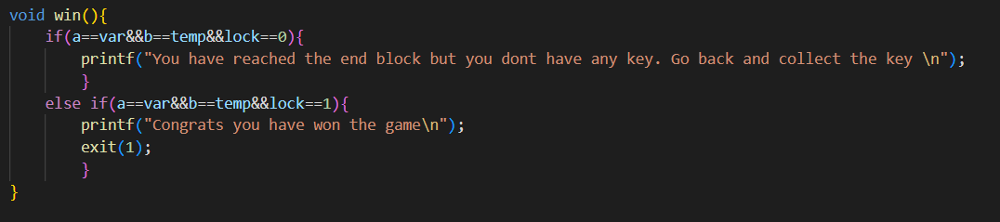 void win(){
    if(a==var&&b==temp&&lock==0){
        printf("You have reached the end block but you dont have any key. Go back and collect the key \n");
        }
    else if(a==var&&b==temp&&lock==1){
        printf("Congrats you have won the game\n");
        exit(1);
        }
}